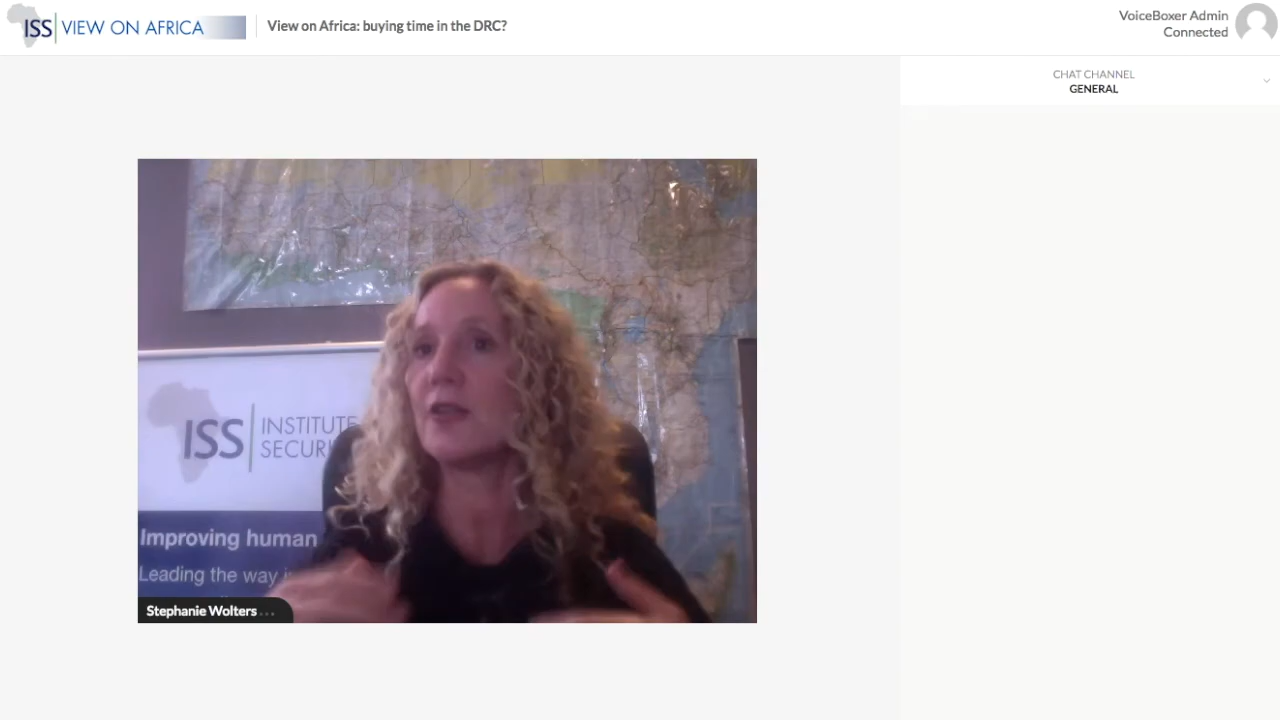 ISS VIEW ON AFRICA
View on Africa: buying time in the DRC?
VoiceBoxer Admin
Connected
CHAT CHANNEL
GENERAL
ISS
INSTITUTE
SECURI
Improving human
Leading the way
Stephanie Wolters ...